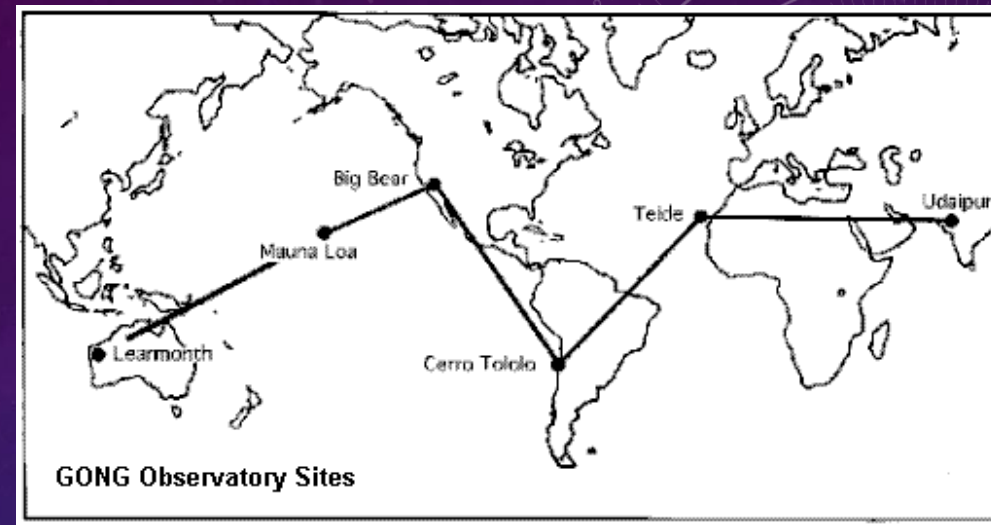 Big Bear
Mauna Loa
Learmonth
Cerro Tololo
Teide
Udaipur
GONG Observatory Sites